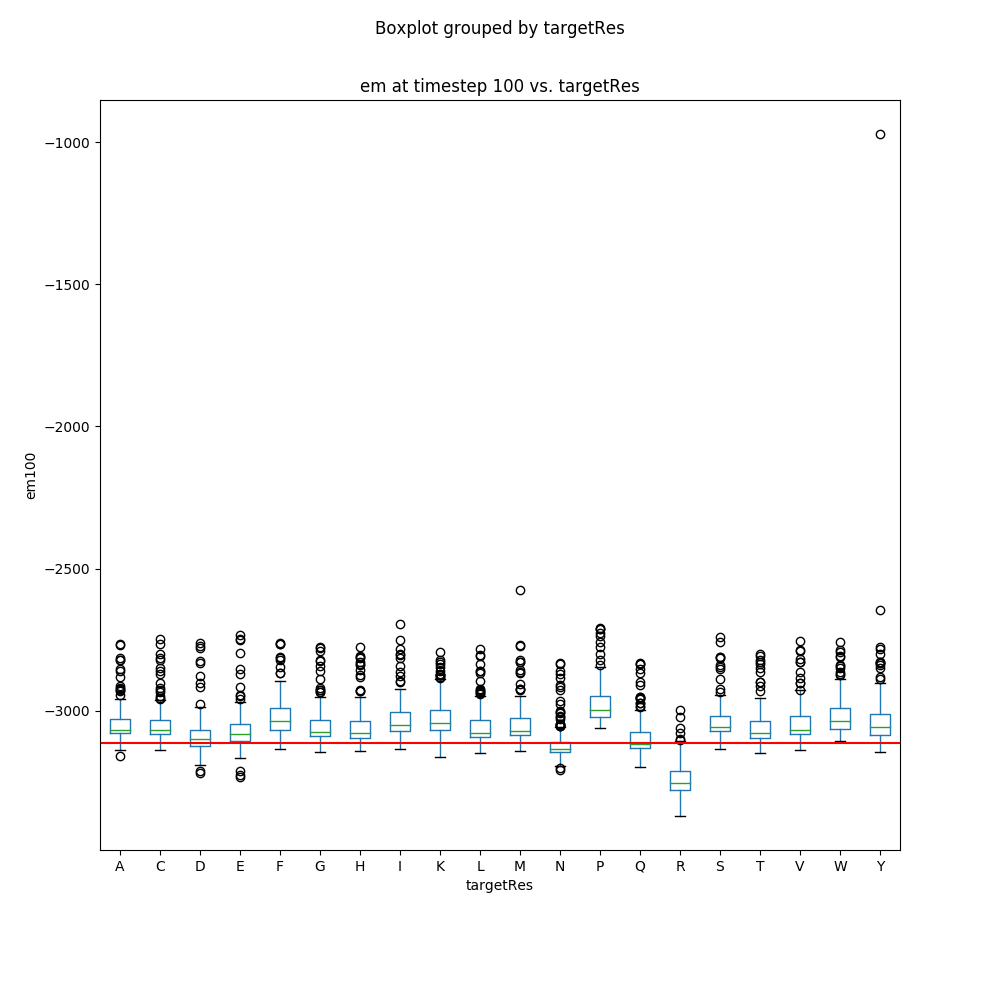 Boxplot grouped by targetRes
em at timestep 100 vs. targetRes
−1000
−1500
−2000
−2500
−3000
em100
A C D E F G H I K L M N P Q R S T V W Y
targetRes